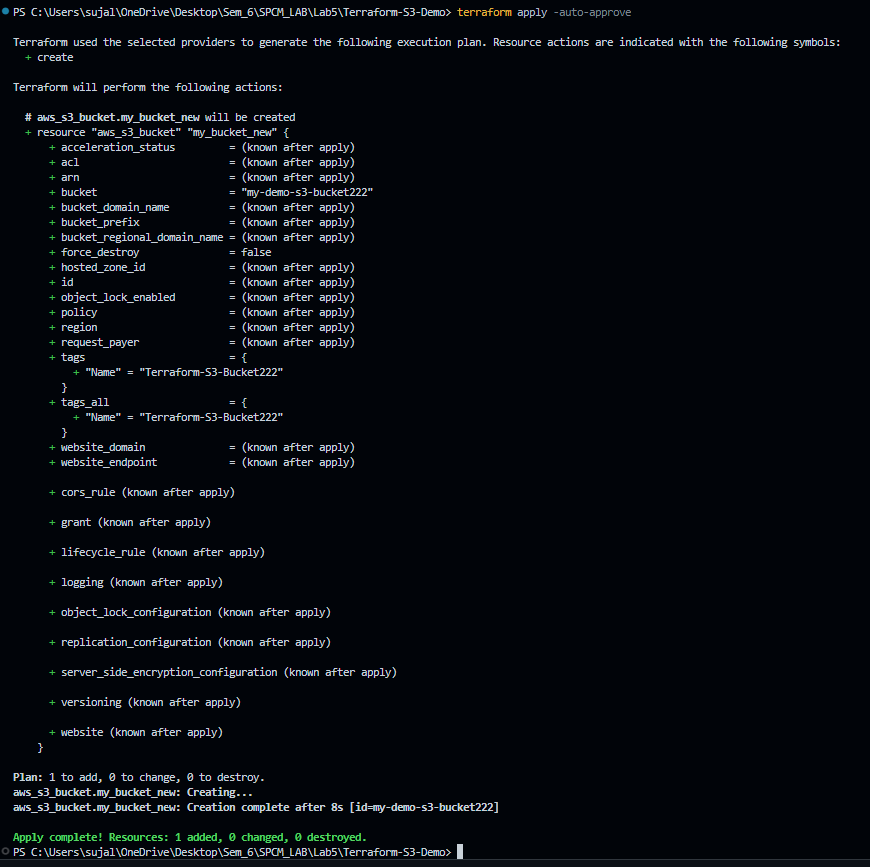 PS C:\Users\sujal\OneDrive\Desktop\Sem_6\SPCM_LAB\Lab5\Terraform-S3-Demo> terraform apply -auto-approve
Terraform used the selected providers to generate the following execution plan. Resource actions are indicated with the following symbols:
+ create
Terraform will perform the following actions:
# aws_s3_bucket.my_bucket_new will be created
+ resource "aws_s3_bucket" "my_bucket_new" {
+ acceleration_status = (known after apply)
+ acl = (known after apply)
+ arn = (known after apply)
+ bucket = "my-demo-s3-bucket222"
+ bucket_domain_name = (known after apply)
+ bucket_prefix = (known after apply)
+ bucket_regional_domain_name = (known after apply)
+ force_destroy = false
+ hosted_zone_id = (known after apply)
+ id = (known after apply)
+ object_lock_enabled = (known after apply)
+ policy = (known after apply)
+ region = (known after apply)
+ request_payer = (known after apply)
+ tags = {
+ "Name" = "Terraform-S3-Bucket222"
}
+ tags_all = {
+ "Name" = "Terraform-S3-Bucket222"
}
+ website_domain = (known after apply)
+ website_endpoint = (known after apply)
+ cors_rule (known after apply)
+ grant (known after apply)
+ lifecycle_rule (known after apply)
+ logging (known after apply)
+ object_lock_configuration (known after apply)
+ replication_configuration (known after apply)
+ server_side_encryption_configuration (known after apply)
+ versioning (known after apply)
+ website (known after apply)
}
Plan: 1 to add, 0 to change, 0 to destroy.
aws_s3_bucket.my_bucket_new: Creating...
aws_s3_bucket.my_bucket_new: Creation complete after 8s [id=my-demo-s3-bucket222]
Apply complete! Resources: 1 added, 0 changed, 0 destroyed.
PS C:\Users\sujal\OneDrive\Desktop\Sem_6\SPCM_LAB\Lab5\Terraform-S3-Demo>